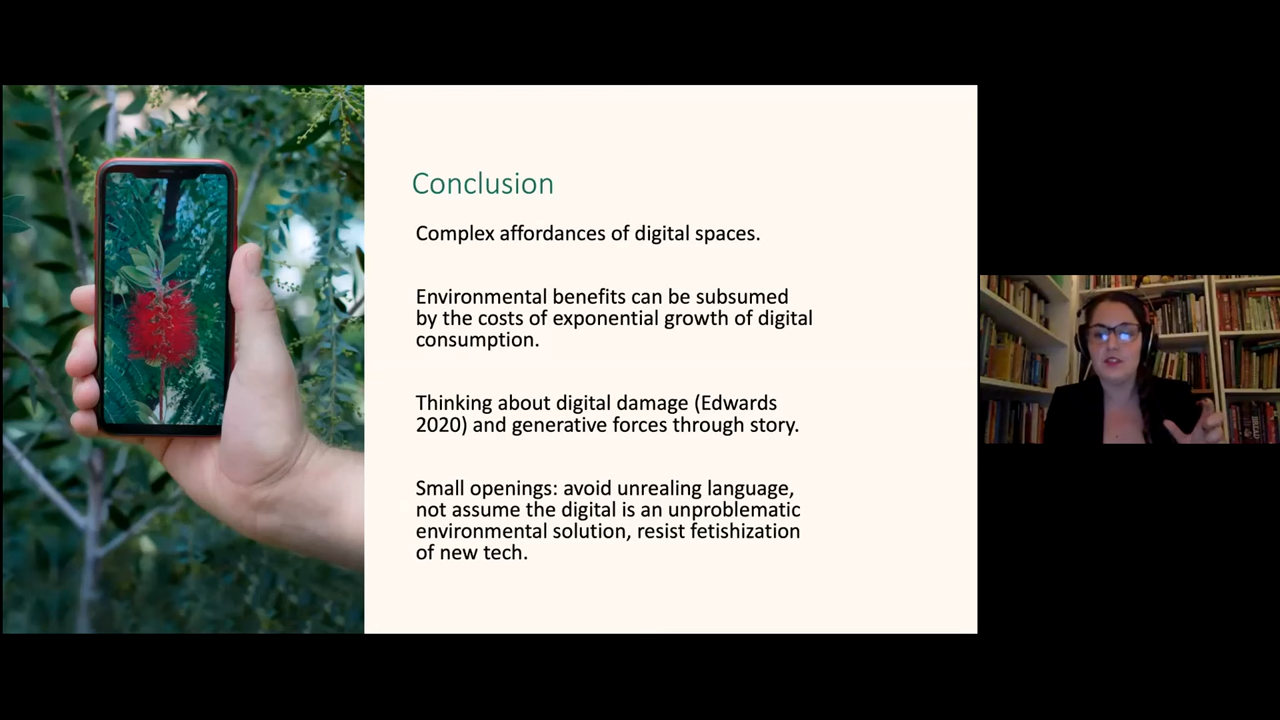 Conclusion
Complex affordances of digital spaces.
Environmental benefits can be subsumed
by the costs of exponential growth of digital
consumption.
Thinking about digital damage (Edwards
2020) and generative forces through story.
Small openings: avoid unrealing language,
not assume the digital is an unproblematic
environmental solution, resist fetishization
of new tech.